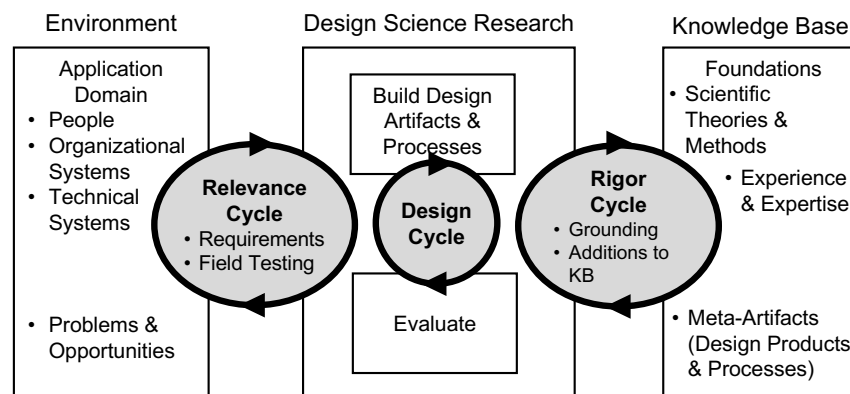 Environment
Design Science Research
Knowledge Base
Application
Domain
• People
• Organizational
Systems
• Technical
Systems
• Problems &
Opportunities
Relevance
Cycle
• Requirements
• Field Testing
Build Design
Artifacts &
Processes
Design
Cycle
Evaluate
Rigor
Cycle
• Grounding
• Additions to
KB
Foundations
• Scientific
Theories &
Methods
• Experience
& Expertise
• Meta-Artifacts
(Design Products
& Processes)